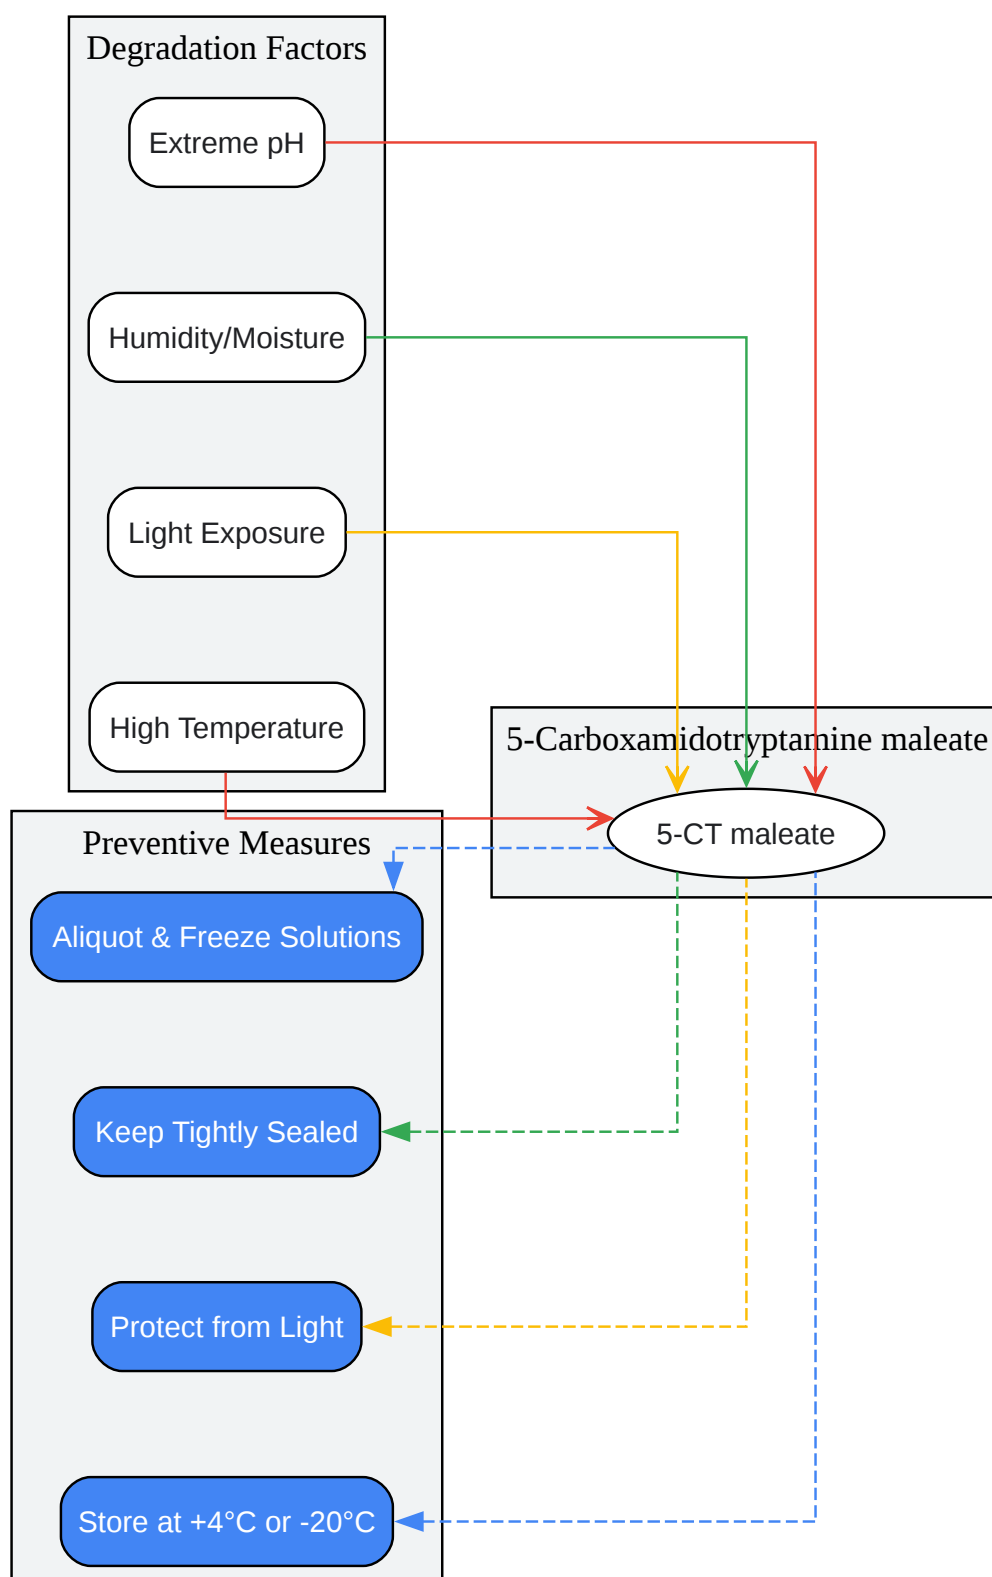 Degradation Factors
Extreme pH
Humidity/Moisture
Light Exposure
High Temperature
5-Carboxamidotryptamine maleate
5-CT maleate
Preventive Measures
Aliquot & Freeze Solutions
Keep Tightly Sealed
Protect from Light
Store at +4°C or -20°C